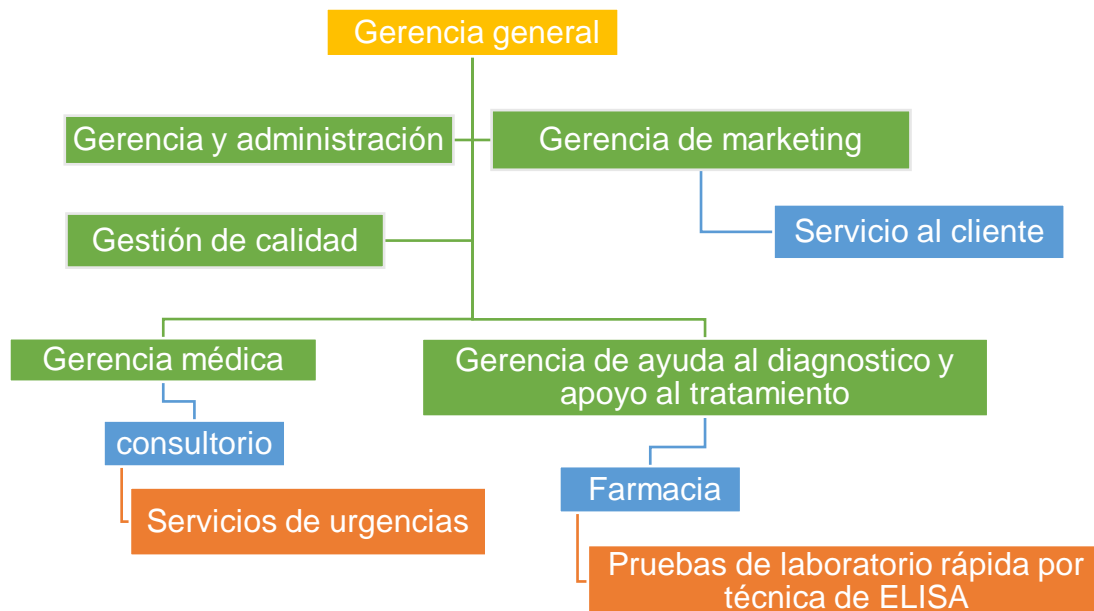 Gerencia general
Gerencia y administración
Gerencia de marketing
Gestión de calidad
Servicio al cliente
Gerencia médica
Gerencia de ayuda al diagnostico y
apoyo al tratamiento
consultorio
Farmacia
Servicios de urgencias
Pruebas de laboratorio rápida por
técnica de ELISA